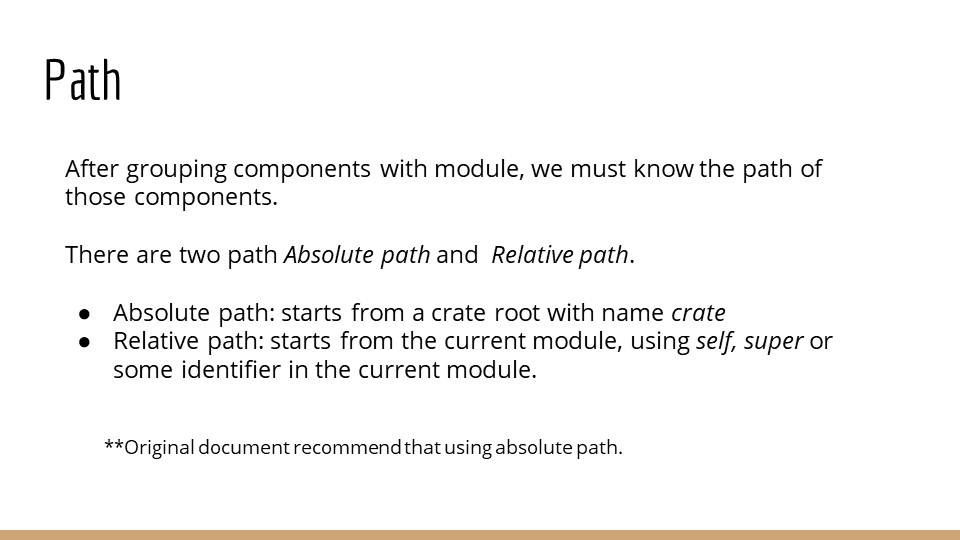 Path
After grouping components with module, we must know the path of
those components.
There are two path Absolute path and Relative path.
● Absolute path: starts from a crate root with name crate
● Relative path: starts from the current module, using self, super or
some identifier in the current module.
**Original document recommend that using absolute path.